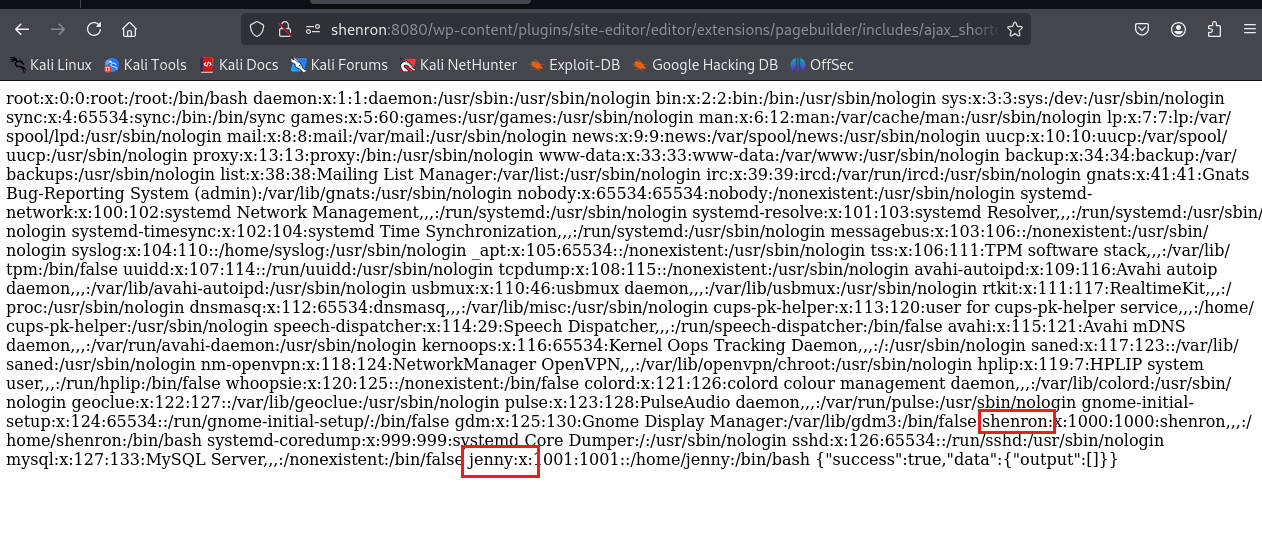 shenron:8080/wp-content/plugins/site-editor/editor/extensions/pagebuilder/includes/ajax_short
Kali Linux Kali Tools Kali Docs Kali Forums Kali NetHunter Exploit-DB Google Hacking DB OffSec
root:x:0:0:root:/root:/bin/bash daemon:x:1:1:daemon:/usr/sbin:/usr/sbin/nologin bin:x:2:2:bin:/bin:/usr/sbin/nologin sys:x:3:3:sys:/dev:/usr/sbin/nologin
sync:x:4:65534:sync:/bin:/bin/sync games:x:5:60:games:/usr/games:/usr/sbin/nologin man:x:6:12:man:/var/cache/man:/usr/sbin/nologin lp:x:7:7:lp:/var/
spool/lpd:/usr/sbin/nologin mail:x:8:8:mail:/var/mail:/usr/sbin/nologin news:x:9:9:news:/var/spool/news:/usr/sbin/nologin uucp:x:10:10:uucp:/var/spool/
uucp:/usr/sbin/nologin proxy:x:13:13:proxy:/bin:/usr/sbin/nologin www-data:x:33:33:www-data:/var/www:/usr/sbin/nologin backup:x:34:34:backup:/var/
backups:/usr/sbin/nologin list:x:38:38:Mailing List Manager:/var/list:/usr/sbin/nologin irc:x:39:39:ircd:/var/run/ircd:/usr/sbin/nologin gnats:x:41:41:Gnats
Bug-Reporting System (admin):/var/lib/gnats:/usr/sbin/nologin nobody:x:65534:65534:nobody:/nonexistent:/usr/sbin/nologin systemd-
network:x:100:102:systemd Network Management,,,:/run/systemd:/usr/sbin/nologin systemd-resolve:x:101:103:systemd Resolver,,,:/run/systemd:/usr/sbin/
nologin systemd-timesync:x:102:104:systemd Time Synchronization,,,:/run/systemd:/usr/sbin/nologin messagebus:x:103:106::/nonexistent:/usr/sbin/
nologin syslog:x:104:110::/home/syslog:/usr/sbin/nologin _apt:x:105:65534::/nonexistent:/usr/sbin/nologin tss:x:106:111:TPM software stack,,,:/var/lib/
tpm:/bin/false uuidd:x:107:114::/run/uuidd:/usr/sbin/nologin tcpdump:x:108:115::/nonexistent:/usr/sbin/nologin avahi-autoipd:x:109:116:Avahi autoip
daemon,,,:/var/lib/avahi-autoipd:/usr/sbin/nologin usbmux:x:110:46:usbmux daemon,,,:/var/lib/usbmux:/usr/sbin/nologin rtkit:x:111:117:RealtimeKit,,,:/
proc:/usr/sbin/nologin dnsmasq:x:112:65534:dnsmasq,,,:/var/lib/misc:/usr/sbin/nologin cups-pk-helper:x:113:120:user for cups-pk-helper service,,,:/home/
cups-pk-helper:/usr/sbin/nologin speech-dispatcher:x:114:29:Speech Dispatcher,,,:/run/speech-dispatcher:/bin/false avahi:x:115:121:Avahi mDNS
daemon,,,:/var/run/avahi-daemon:/usr/sbin/nologin kernoops:x:116:65534:Kernel Oops Tracking Daemon,,,:/:/usr/sbin/nologin saned:x:117:123::/var/lib/
saned:/usr/sbin/nologin nm-openvpn:x:118:124:NetworkManager OpenVPN,,,:/var/lib/openvpn/chroot:/usr/sbin/nologin hplip:x:119:7:HPLIP system
user,,,:/run/hplip:/bin/false whoopsie:x:120:125::/nonexistent:/bin/false colord:x:121:126:colord colour management daemon,,,:/var/lib/colord:/usr/sbin/
nologin geoclue:x:122:127::/var/lib/geoclue:/usr/sbin/nologin pulse:x:123:128:PulseAudio daemon,,,:/var/run/pulse:/usr/sbin/nologin gnome-initial-
setup:x:124:65534::/run/gnome-initial-setup/:/bin/false gdm:x:125:130:Gnome Display Manager:/var/lib/gdm3:/bin/false shenron:x:1000:1000:shenron,,,:/
home/shenron:/bin/bash systemd-coredump:x:999:999:systemd Core Dumper:/:/usr/sbin/nologin sshd:x:126:65534::/run/sshd:/usr/sbin/nologin
mysql:x:127:133:MySQL Server,,,:/nonexistent:/bin/false jenny:x:1001:1001::/home/jenny:/bin/bash {"success":true,"data":{"output":[]}}